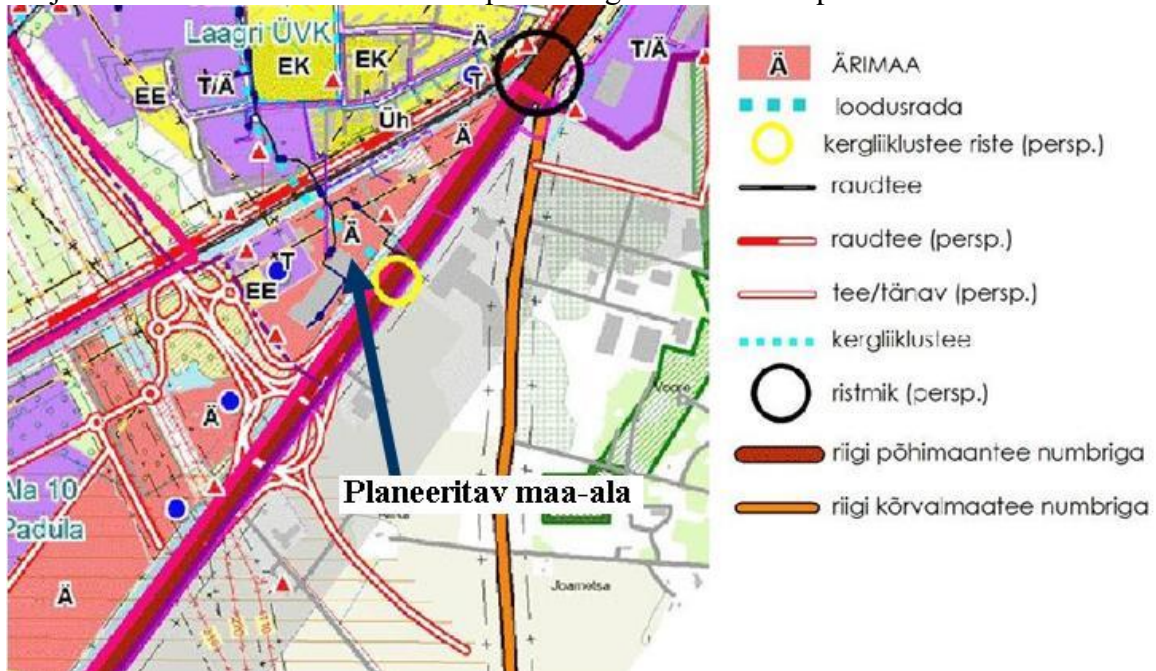 Laagri ÜVK
Ä
EK
EK
T/Ä
T
T/Ä
EE
Üh
Ä
Ä
T
EE
Ä
Voore
Planeeritav maa-ala
Ala 10
Padula
Joametsa
Ä
Ä ÄRIMAA
loodusrada
kergliiklustee riste (persp.)
raudtee
raudtee (persp.)
tee/tänav (persp.)
kergliiklustee
ristmik (persp.)
riigi põhimaantee numbriga
riigi kõrvalmaatee numbriga